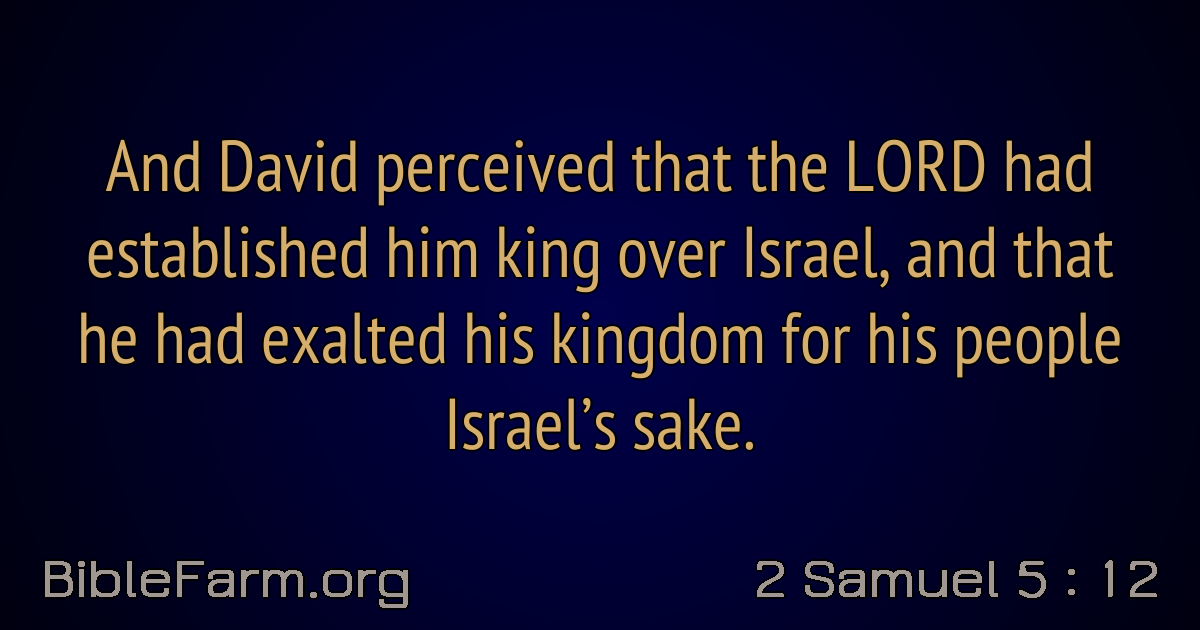 And David perceived that the LORD had
established him king over Israel, and that
he had exalted his kingdom for his people
Israel’s sake.
BibleFarm.org
2 Samuel 5 : 12